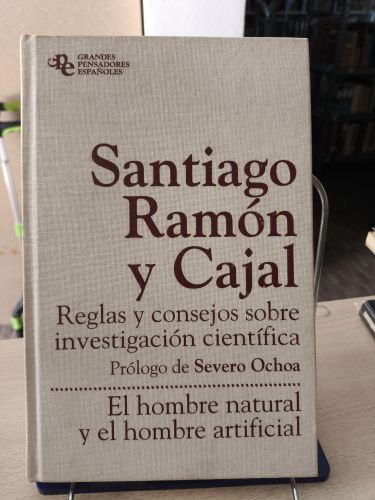 pe GRANDES
PENSADORES
ESPAÑOLES
Santiago
Ramón
y Cajal
Reglas y consejos sobre
investigación científica
Prólogo de Severo Ochoa
El hombre natural
y el hombre artificial